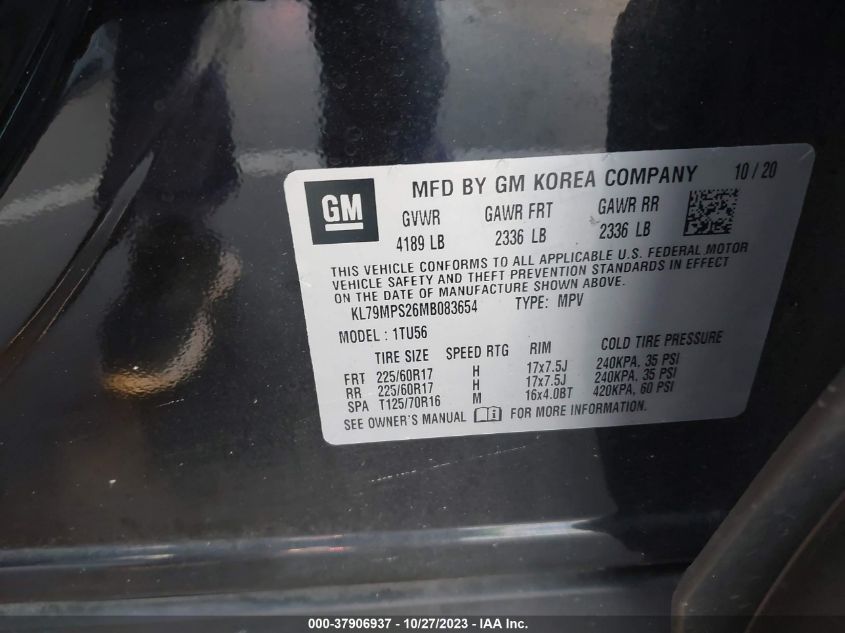 GM
MFD BY GM KOREA COMPANY 10/20
GVWR GAWR FRT GAWR RR
4189 LB 2336 LB 2336 LB
THIS VEHICLE CONFORMS TO ALL APPLICABLE U.S. FEDERAL MOTOR
VEHICLE SAFETY AND THEFT PREVENTION STANDARDS IN EFFECT
ON THE DATE OF MANUFACTURE SHOWN ABOVE.
KL79MPS26MB083654 TYPE: MPV
MODEL: 1TU56
TIRE SIZE SPEED RTG RIM COLD TIRE PRESSURE
FRT 225/60R17 H 17x7.5J 240KPA, 35 PSI
RR 225/60R17 H 17x7.5J 240KPA, 35 PSI
SPA T125/70R16 M 16x4.0BT 420KPA, 60 PSI
SEE OWNER'S MANUAL i FOR MORE INFORMATION.
000-37906937 - 10/27/2023 - IAA Inc.